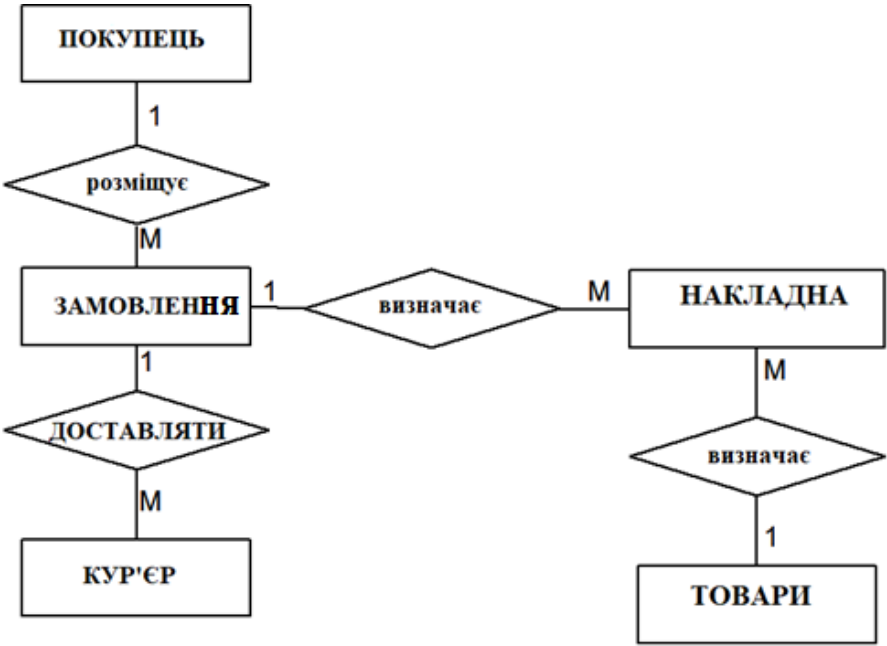 ПОКУПЕЦЬ
1
розміщує
М
ЗАМОВЛЕННЯ
1
визначає
М
НАКЛАДНА
1
М
ДОСТАВЛЯТИ
визначає
М
1
КУР'ЄР
ТОВАРИ